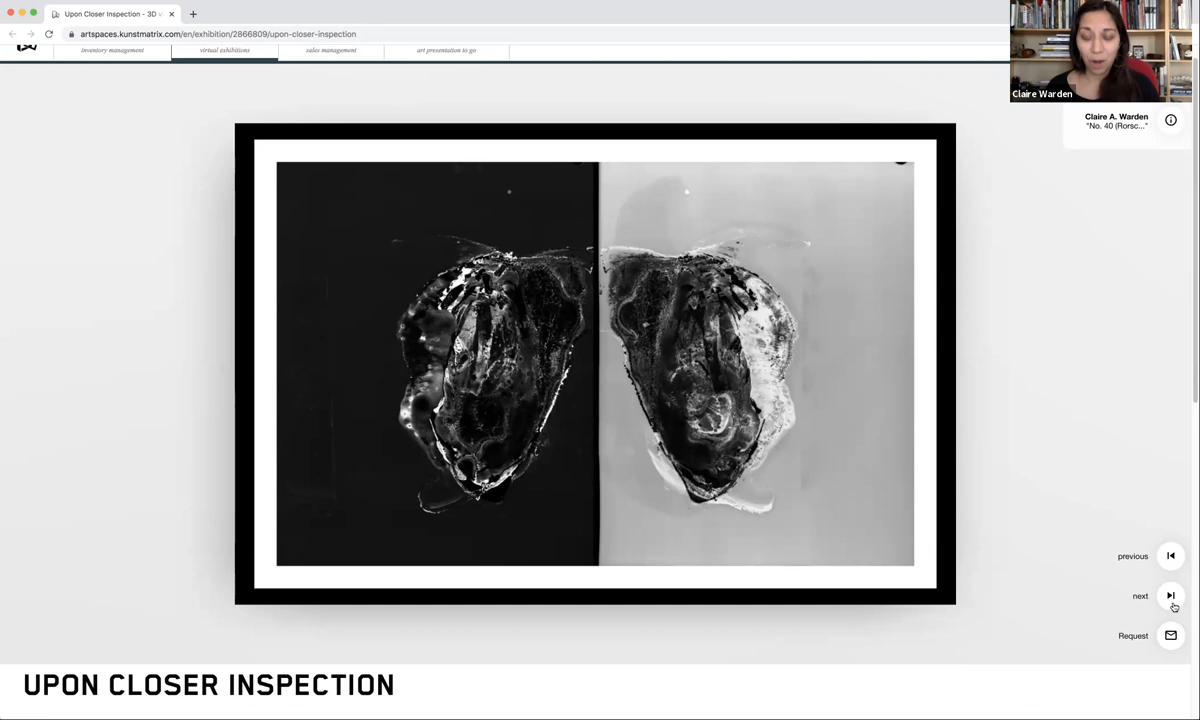 Upon Closer Inspection - 3D v
artspaces.kunstmatrix.com/en/exhibition/2866809/upon-closer-inspection
inventory management
virtual exhibitions
sales management
art presentation to go
Claire Warden
Claire A. Warden
"No. 40 (Rorsc..."
previous
next
Request
UPON CLOSER INSPECTION